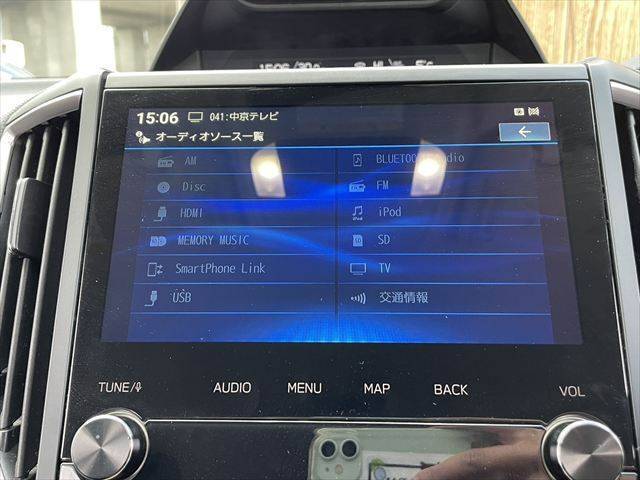 15:06 041:中京テレビ
オーディオソース一覧
AM
Disc
HDMI
MEMORY MUSIC
SmartPhone Link
USB
FM
iPod
SD
TV
交通情報
TUNE/ AUDIO MENU MAP BACK VOL